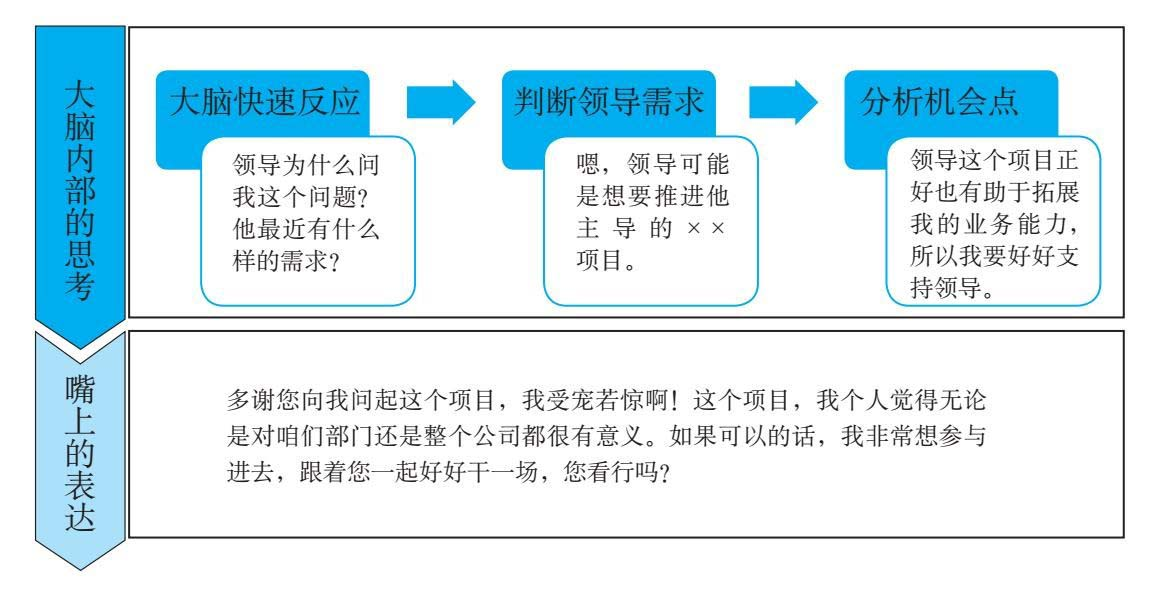 大脑内部的思考
大脑快速反应
领导为什么问
我这个问题？
他最近有什么
样的需求？
判断领导需求
嗯，领导可能
是想要推进他
主导的××
项目。
分析机会点
领导这个项目正
好也有助于拓展
我的业务能力，
所以我要好好支
持领导。
嘴上的表达
多谢您向我问起这个项目，我受宠若惊啊！这个项目，我个人觉得无论
是对咱们部门还是整个公司都很有意义。如果可以的话，我非常想参与
进去，跟着您一起好好干一场，您看行吗？